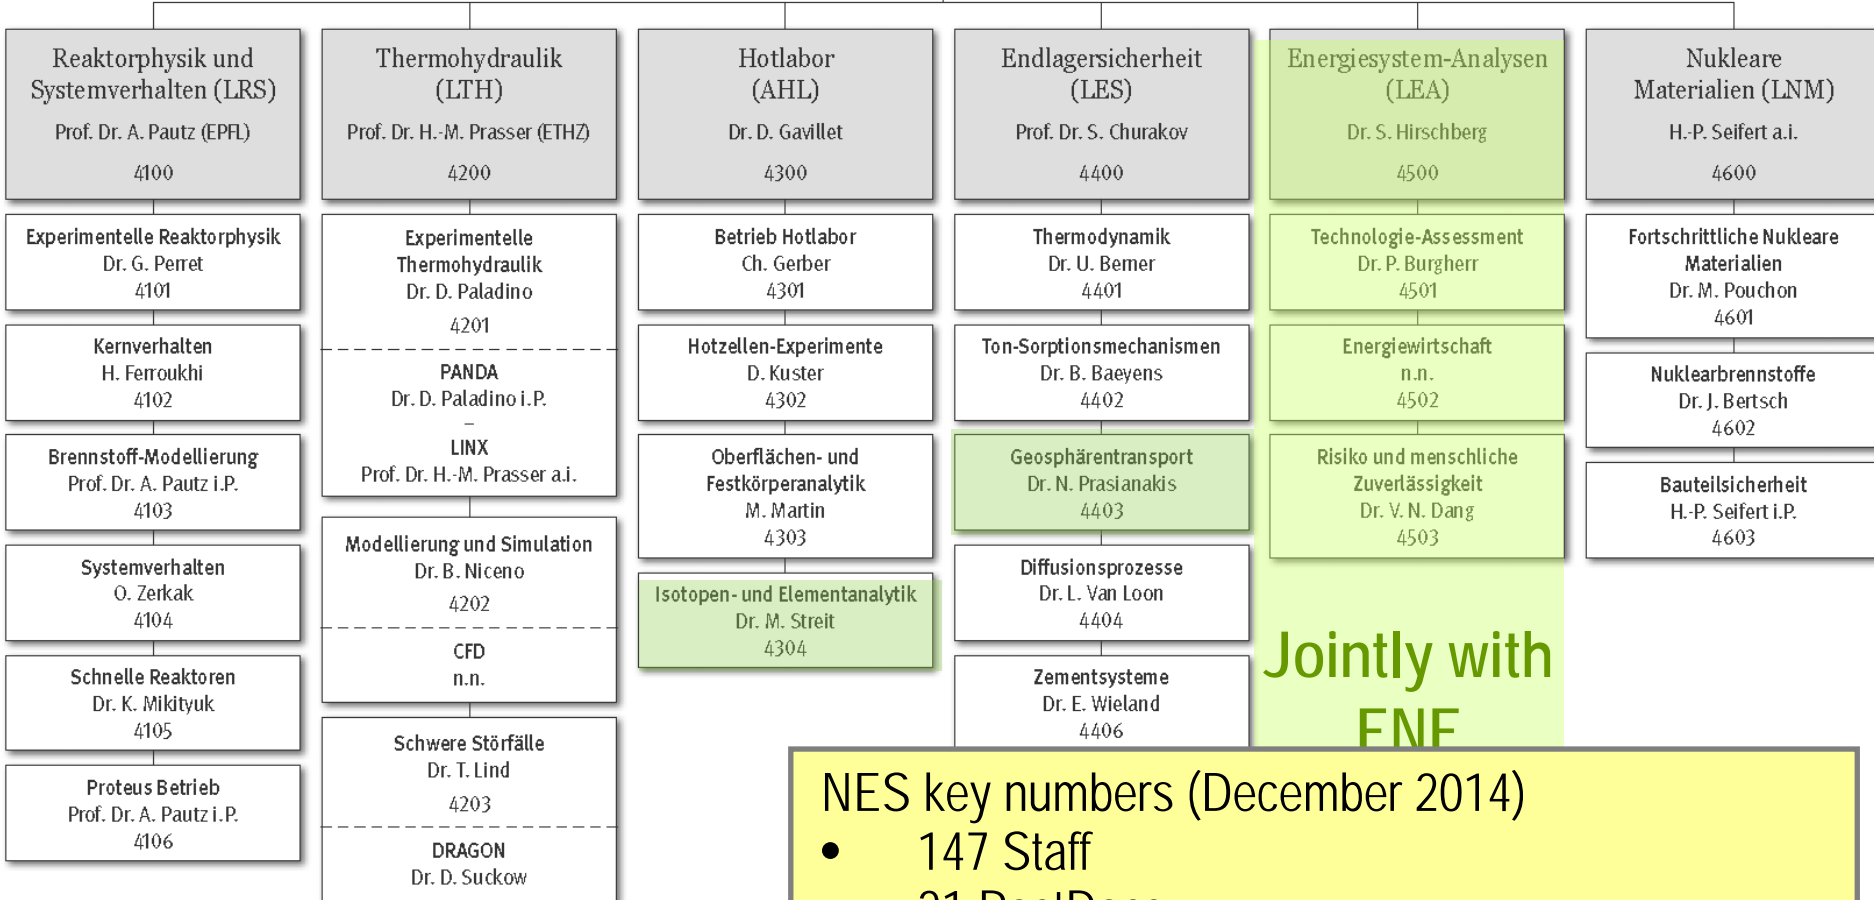 Reaktorphysik und
Systemverhalten (LRS)
Prof. Dr. A. Pautz (EPFL)
4100
Experimentelle Reaktorphysik
Dr. G. Perret
4101
Kernverhalten
H. Ferroukhi
4102
Brennstoff-Modellierung
Prof. Dr. A. Pautz i.P.
4103
Systemverhalten
O. Zerkak
4104
Schnelle Reaktoren
Dr. K. Mikityuk
4105
Proteus Betrieb
Prof. Dr. A. Pautz i.P.
4106
Thermohydraulik
(LTH)
Prof. Dr. H.-M. Prasser (ETHZ)
4200
Experimentelle
Thermohydraulik
Dr. D. Paladino
4201
PANDA
Dr. D. Paladino i.P.
–
LINX
Prof. Dr. H.-M. Prasser a.i.
Modellierung und Simulation
Dr. B. Niceno
4202
CFD
n.n.
Schwere Störfälle
Dr. T. Lind
4203
DRAGON
Dr. D. Suckow
Hotlabor
(AHL)
Dr. D. Gavillet
4300
Betrieb Hotlabor
Ch. Gerber
4301
Hotzellen-Experimente
D. Kuster
4302
Oberflächen- und
Festkörperanalytik
M. Martin
4303
Isotopen- und Elementanalytik
Dr. M. Streit
4304
Endlagersicherheit
(LES)
Prof. Dr. S. Churakov
4400
Thermodynamik
Dr. U. Berner
4401
Ton-Sorptionsmechanismen
Dr. B. Baeyens
4402
Geosphärentransport
Dr. N. Prasianakis
4403
Diffusionsprozesse
Dr. L. Van Loon
4404
Zementsysteme
Dr. E. Wieland
4406
Energiesystem-Analysen
(LEA)
Dr. S. Hirschberg
4500
Technologie-Assessment
Dr. P. Burgherr
4501
Energiewirtschaft
n.n.
4502
Risiko und menschliche
Zuverlässigkeit
Dr. V. N. Dang
4503
Jointly with
ENE
Nukleare
Materialien (LNM)
H.-P. Seifert a.i.
4600
Fortschrittliche Nukleare
Materialien
Dr. M. Pouchon
4601
Nuklearbrennstoffe
Dr. J. Bertsch
4602
Bauteilsicherheit
H.-P. Seifert i.P.
4603
NES key numbers (December 2014)
• 147 Staff